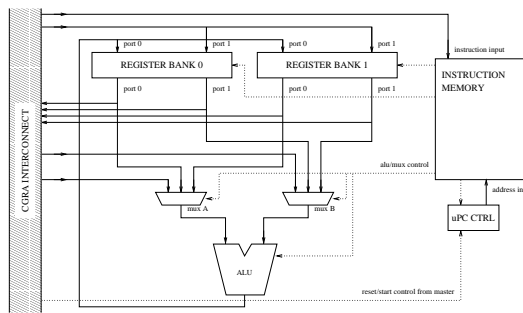 port 0
port 1
port 0
port 1
instruction input
REGISTER BANK 0
REGISTER BANK 1
INSTRUCTION
MEMORY
port 0
port 1
port 0
port 1
CGRA INTERCONNECT
alu/mux control
address in
mux A
mux B
uPC CTRL
ALU
reset/start control from master